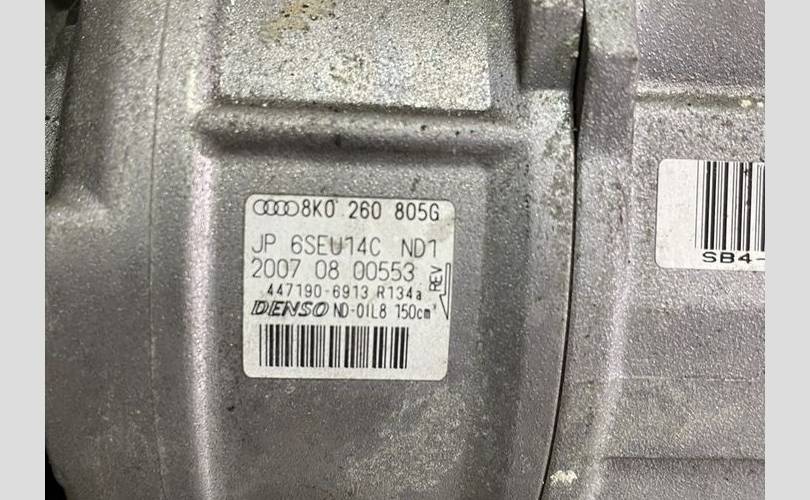 8K0 260 805G
JP 6SEU14C ND1
2007 08 00553
REV
447190-6913 R134a
DENSO ND-OIL8 150cm³
SB4-